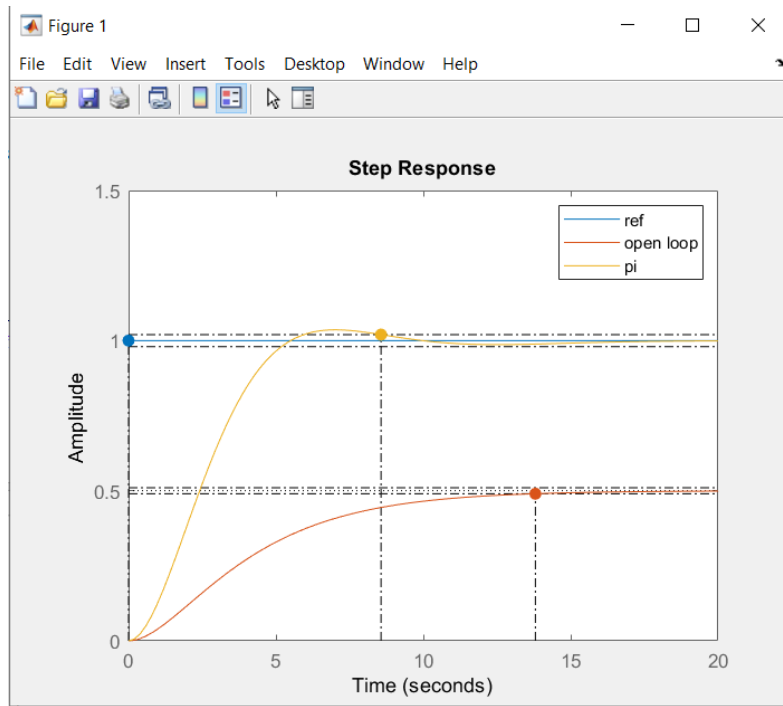 Figure 1
File Edit View Insert Tools Desktop Window Help
Step Response
1.5
ref
open loop
pi
1
Amplitude
0.5
0
0 5 10 15 20
Time (seconds)